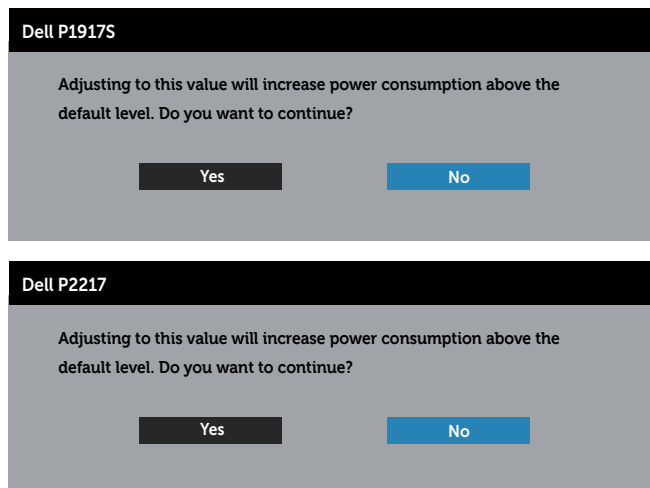 Dell P1917S
Adjusting to this value will increase power consumption above the
default level. Do you want to continue?
Yes No
Dell P2217
Adjusting to this value will increase power consumption above the
default level. Do you want to continue?
Yes No